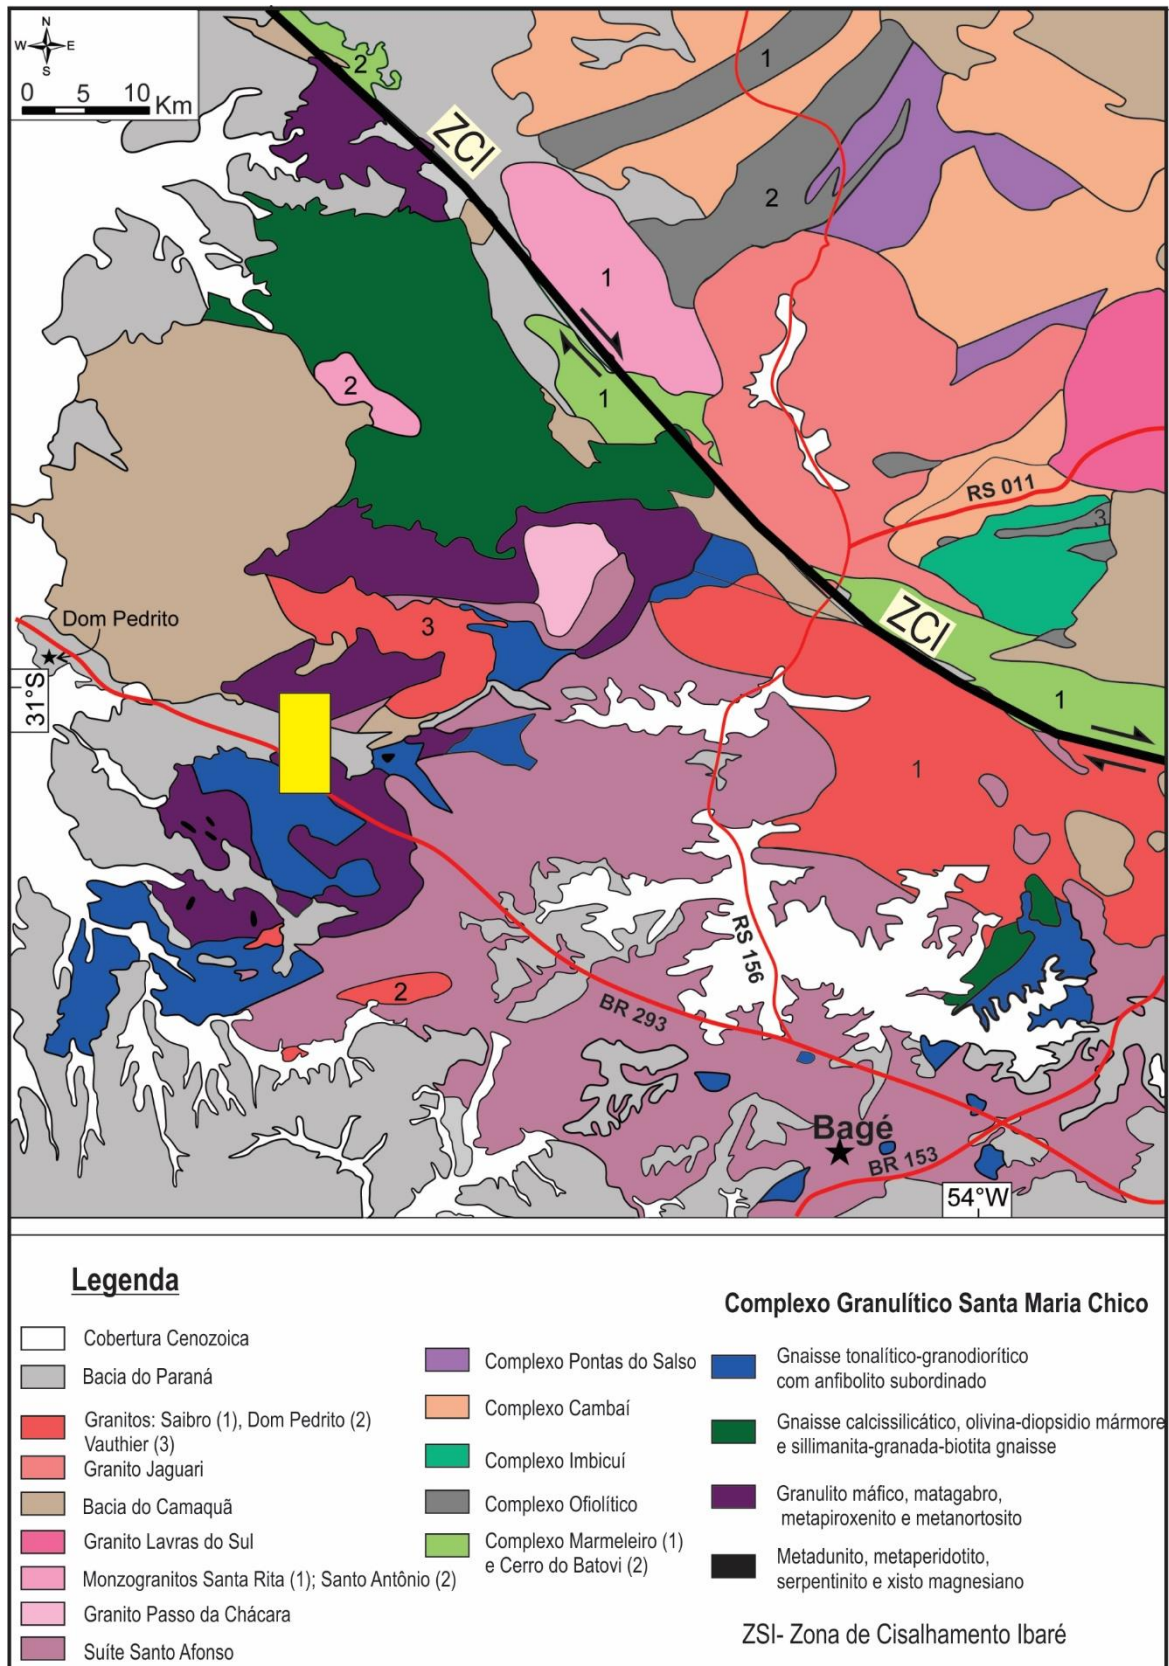 N
W E
S
0 5 10 Km
2
1
ZCI
2
1
1
2
RS 011
3
Dom Pedrito
3
ZCI
31°S
1
1
RS 156
2
BR 293
Bagé
BR 153
54°W
Legenda
Cobertura Cenozoica
Bacia do Paraná
Granitos: Saibro (1), Dom Pedrito (2)
Vauthier (3)
Granito Jaguari
Bacia do Camaquã
Granito Lavras do Sul
Monzogranitos Santa Rita (1); Santo Antônio (2)
Granito Passo da Chácara
Suíte Santo Afonso
Complexo Pontas do Salso
Complexo Cambaí
Complexo Imbicuí
Complexo Ofiolítico
Complexo Marmeleiro (1)
e Cerro do Batovi (2)
Complexo Granulítico Santa Maria Chico
Gnaisse tonalítico-granodiorítico
com anfibolito subordinado
Gnaisse calcissilicático, olivina-diopsidio mármore
e sillimanita-granada-biotita gnaisse
Granulito máfico, matagabro,
metapiroxenito e metanortosito
Metadunito, metaperidotito,
serpentinito e xisto magnesiano
ZSI- Zona de Cisalhamento Ibaré